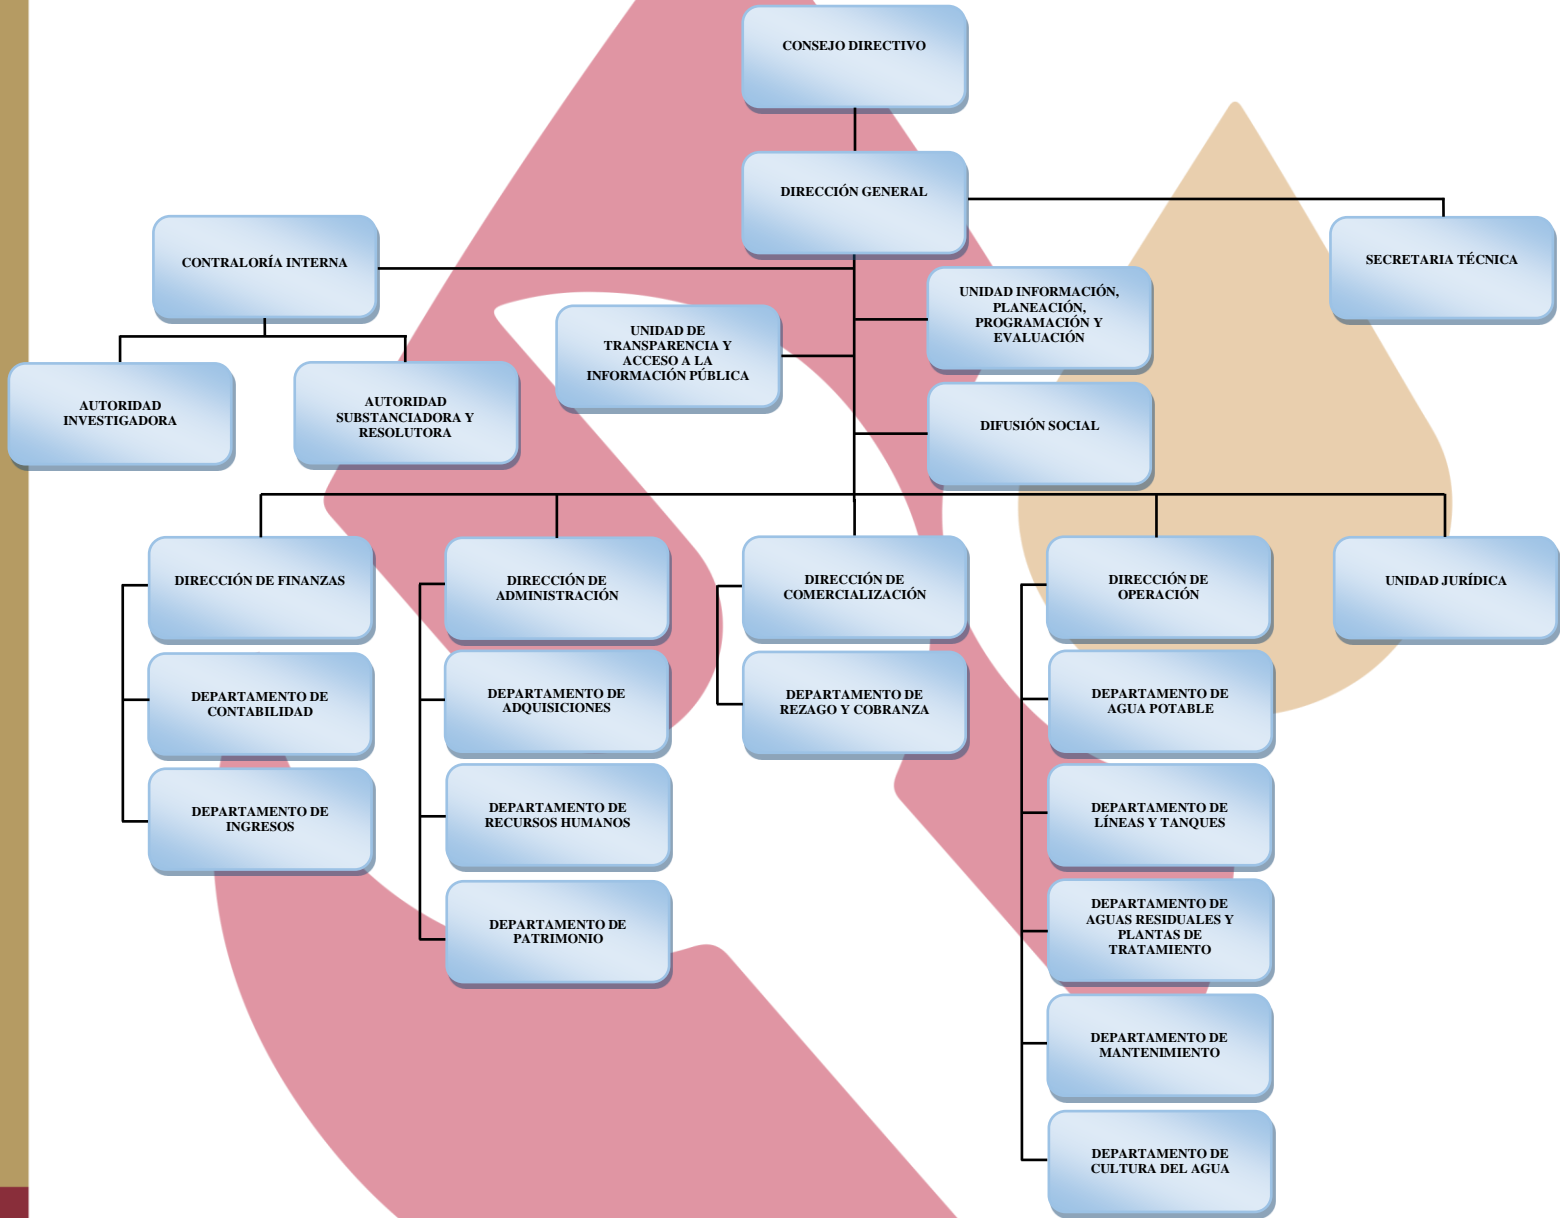 CONSEJO DIRECTIVO
DIRECCIÓN GENERAL
CONTRALORÍA INTERNA
SECRETARIA TÉCNICA
UNIDAD INFORMACIÓN,
PLANEACIÓN,
PROGRAMACIÓN Y
EVALUACIÓN
UNIDAD DE
TRANSPARENCIA Y
ACCESO A LA
INFORMACIÓN PÚBLICA
AUTORIDAD
INVESTIGADORA
AUTORIDAD
SUBSTANCIADORA Y
RESOLUTORA
DIFUSIÓN SOCIAL
DIRECCIÓN DE FINANZAS
DEPARTAMENTO DE
CONTABILIDAD
DEPARTAMENTO DE
INGRESOS
DIRECCIÓN DE
ADMINISTRACIÓN
DEPARTAMENTO DE
ADQUISICIONES
DEPARTAMENTO DE
RECURSOS HUMANOS
DEPARTAMENTO DE
PATRIMONIO
DIRECCIÓN DE
COMERCIALIZACIÓN
DEPARTAMENTO DE
REZAGO Y COBRANZA
DIRECCIÓN DE
OPERACIÓN
DEPARTAMENTO DE
AGUA POTABLE
DEPARTAMENTO DE
LÍNEAS Y TANQUES
DEPARTAMENTO DE
AGUAS RESIDUALES Y
PLANTAS DE
TRATAMIENTO
DEPARTAMENTO DE
MANTENIMIENTO
DEPARTAMENTO DE
CULTURA DEL AGUA
UNIDAD JURÍDICA